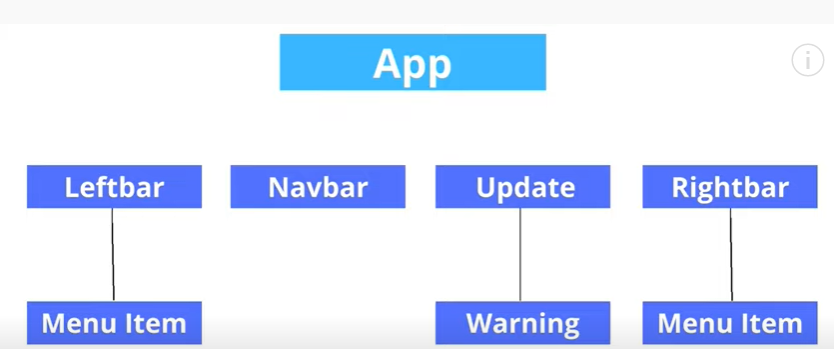 App
Leftbar Navbar Update Rightbar
Menu Item Warning Menu Item